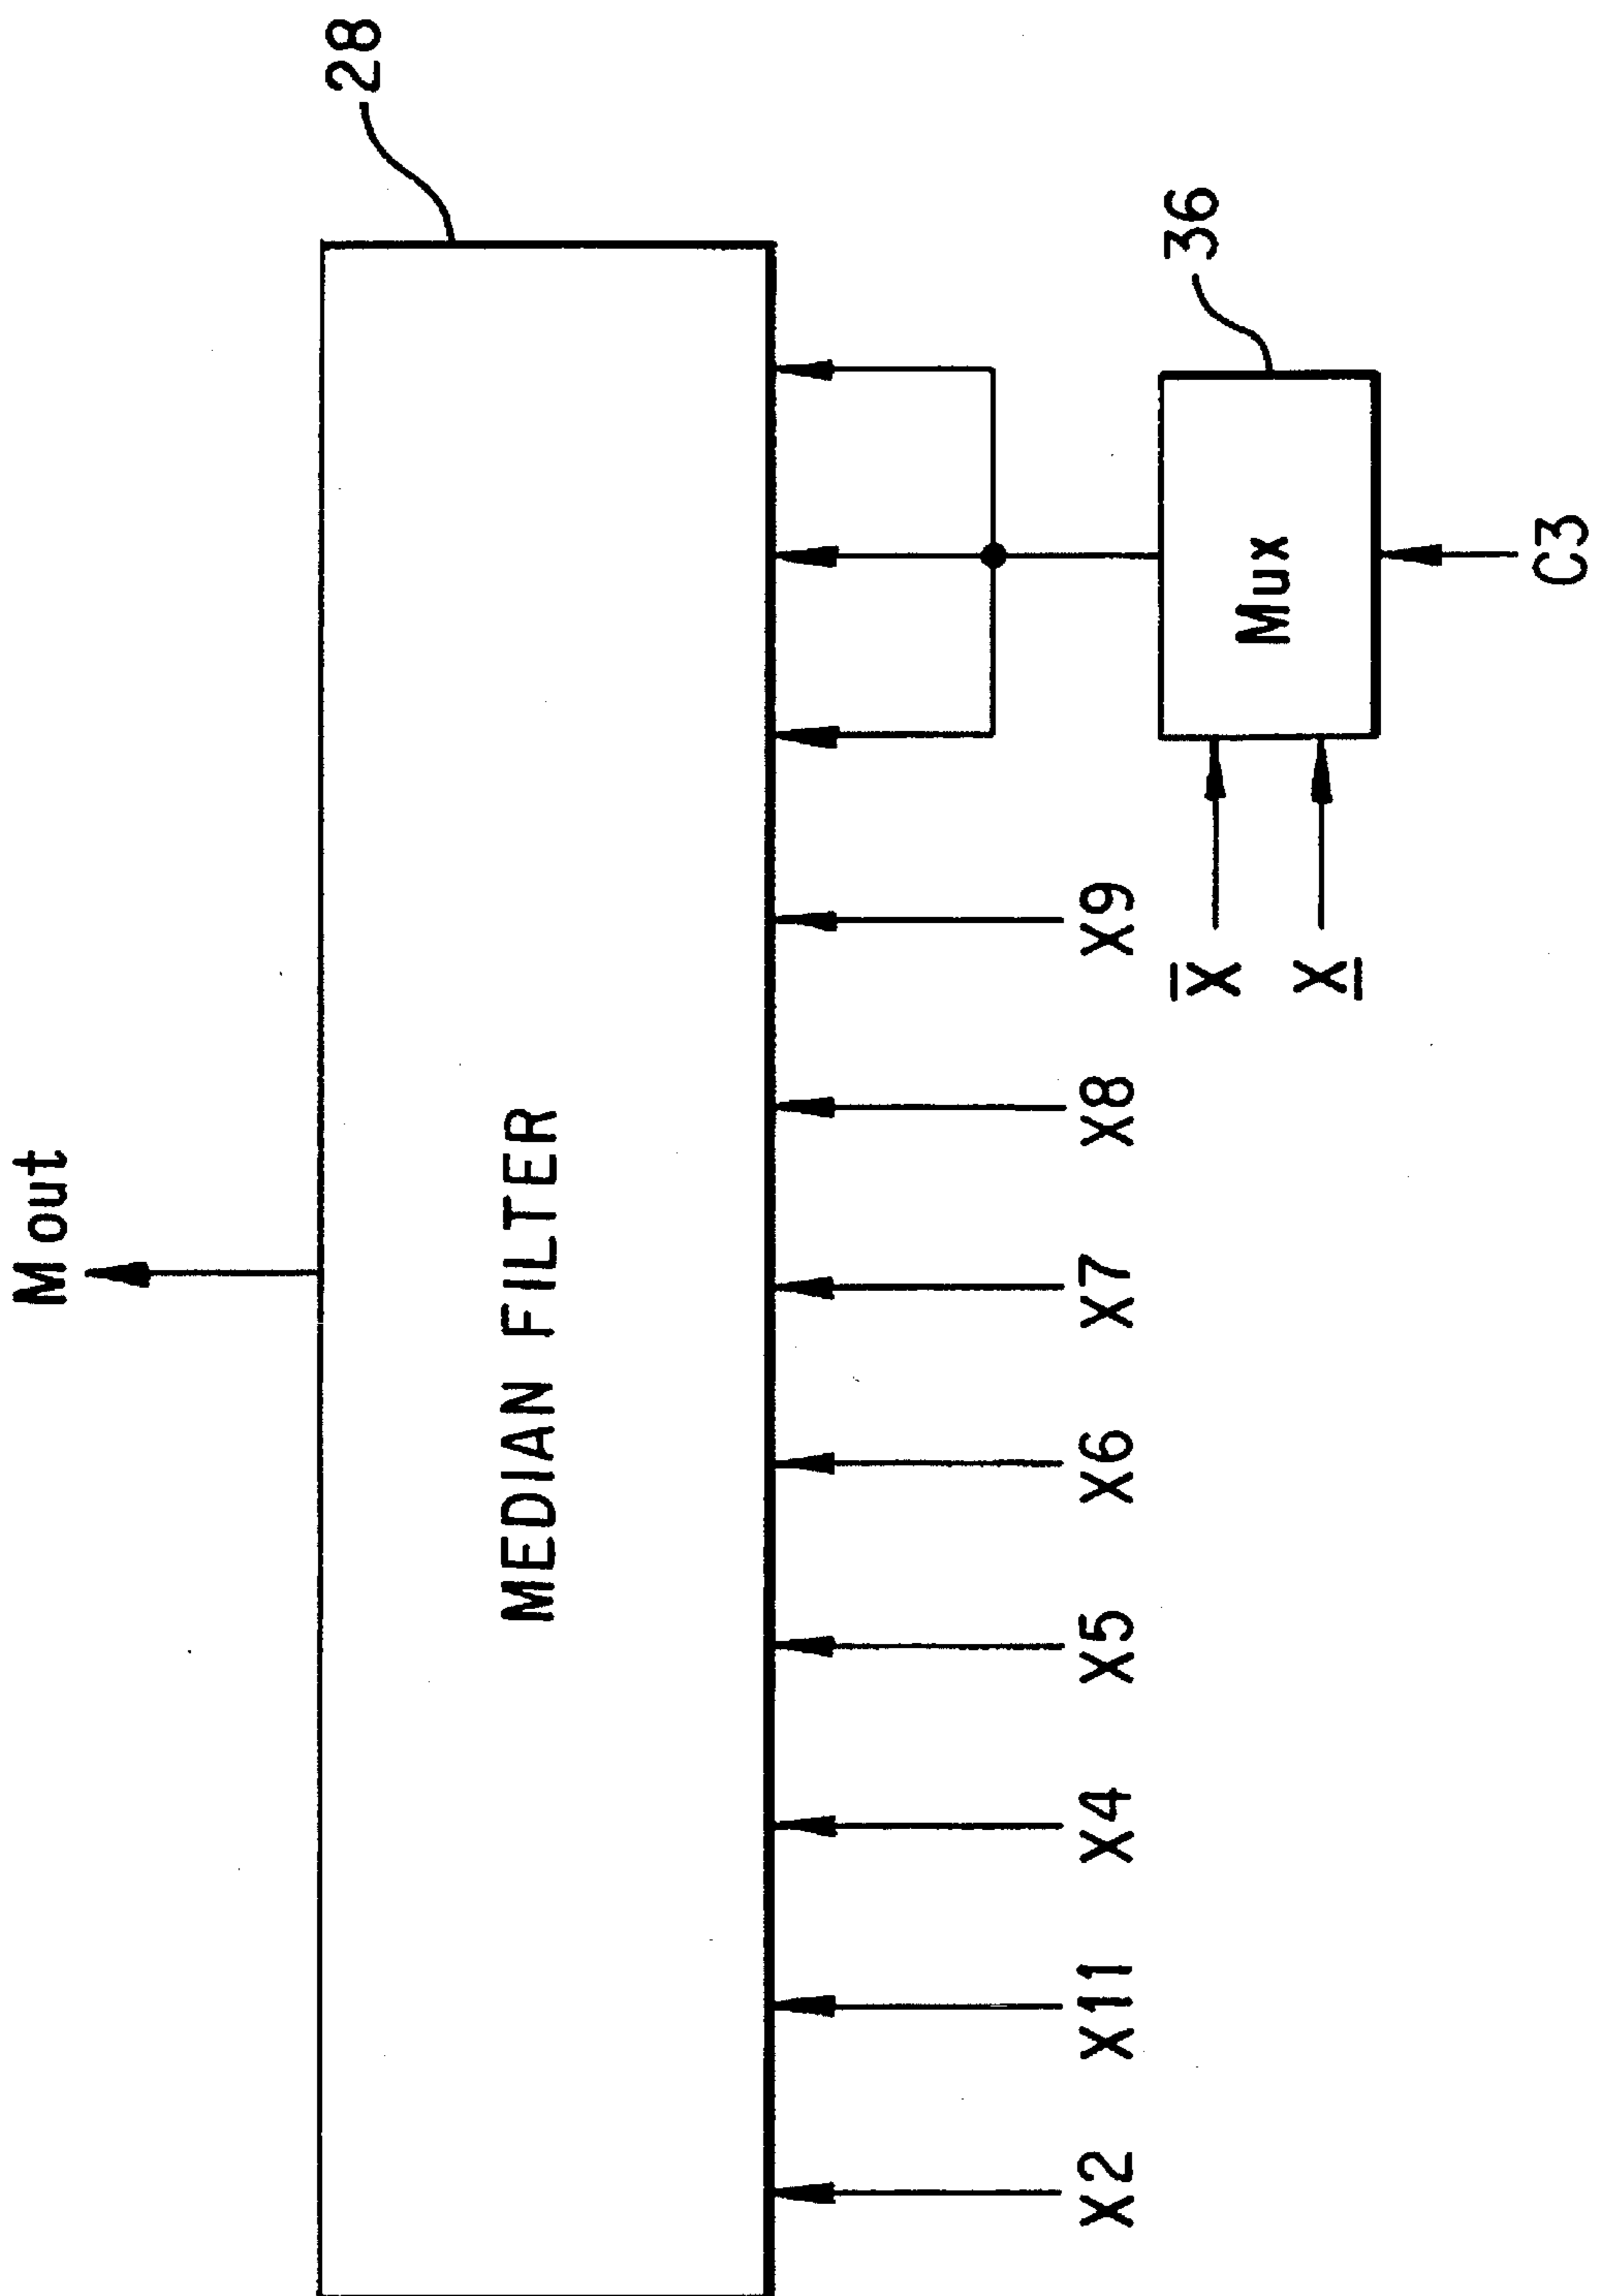 Mout
28
MEDIAN FILTER
X2 X11 X4 X5 X6 X7 X8 X9
36
X̅
Mux
X̲
C3